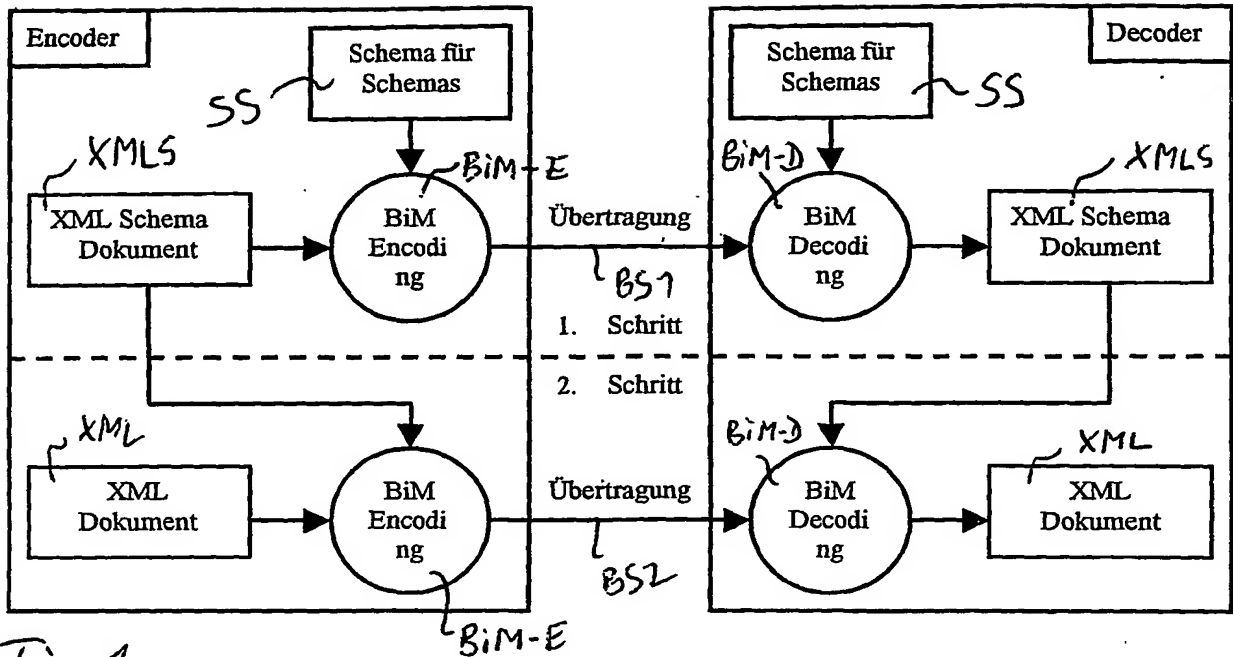 Encoder
Schema für
Schemas
SS
XMLS
BiM-E
XML Schema
Dokument
BiM
Encodi
ng
Übertragung
BS1
1. Schritt
Decoder
Schema für
Schemas
SS
BiM-D
XMLS
BiM
Decodi
ng
XML Schema
Dokument
2. Schritt
XML
XML
Dokument
BiM
Encodi
ng
BiM-E
Übertragung
BS2
BiM-D
BiM
Decodi
ng
XML
XML
Dokument